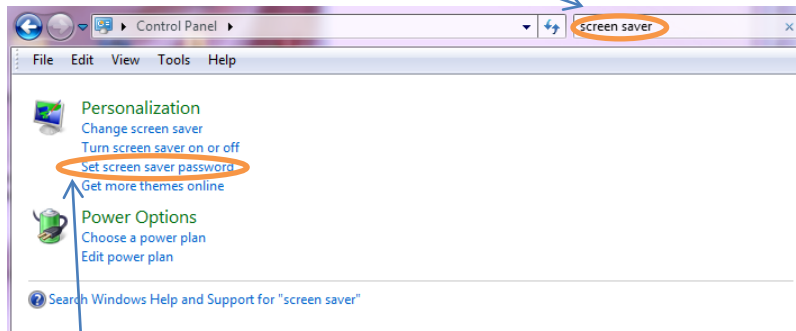 Control Panel
screen saver
File Edit View Tools Help
Personalization
Change screen saver
Turn screen saver on or off
Set screen saver password
Get more themes online
Power Options
Choose a power plan
Edit power plan
Search Windows Help and Support for "screen saver"